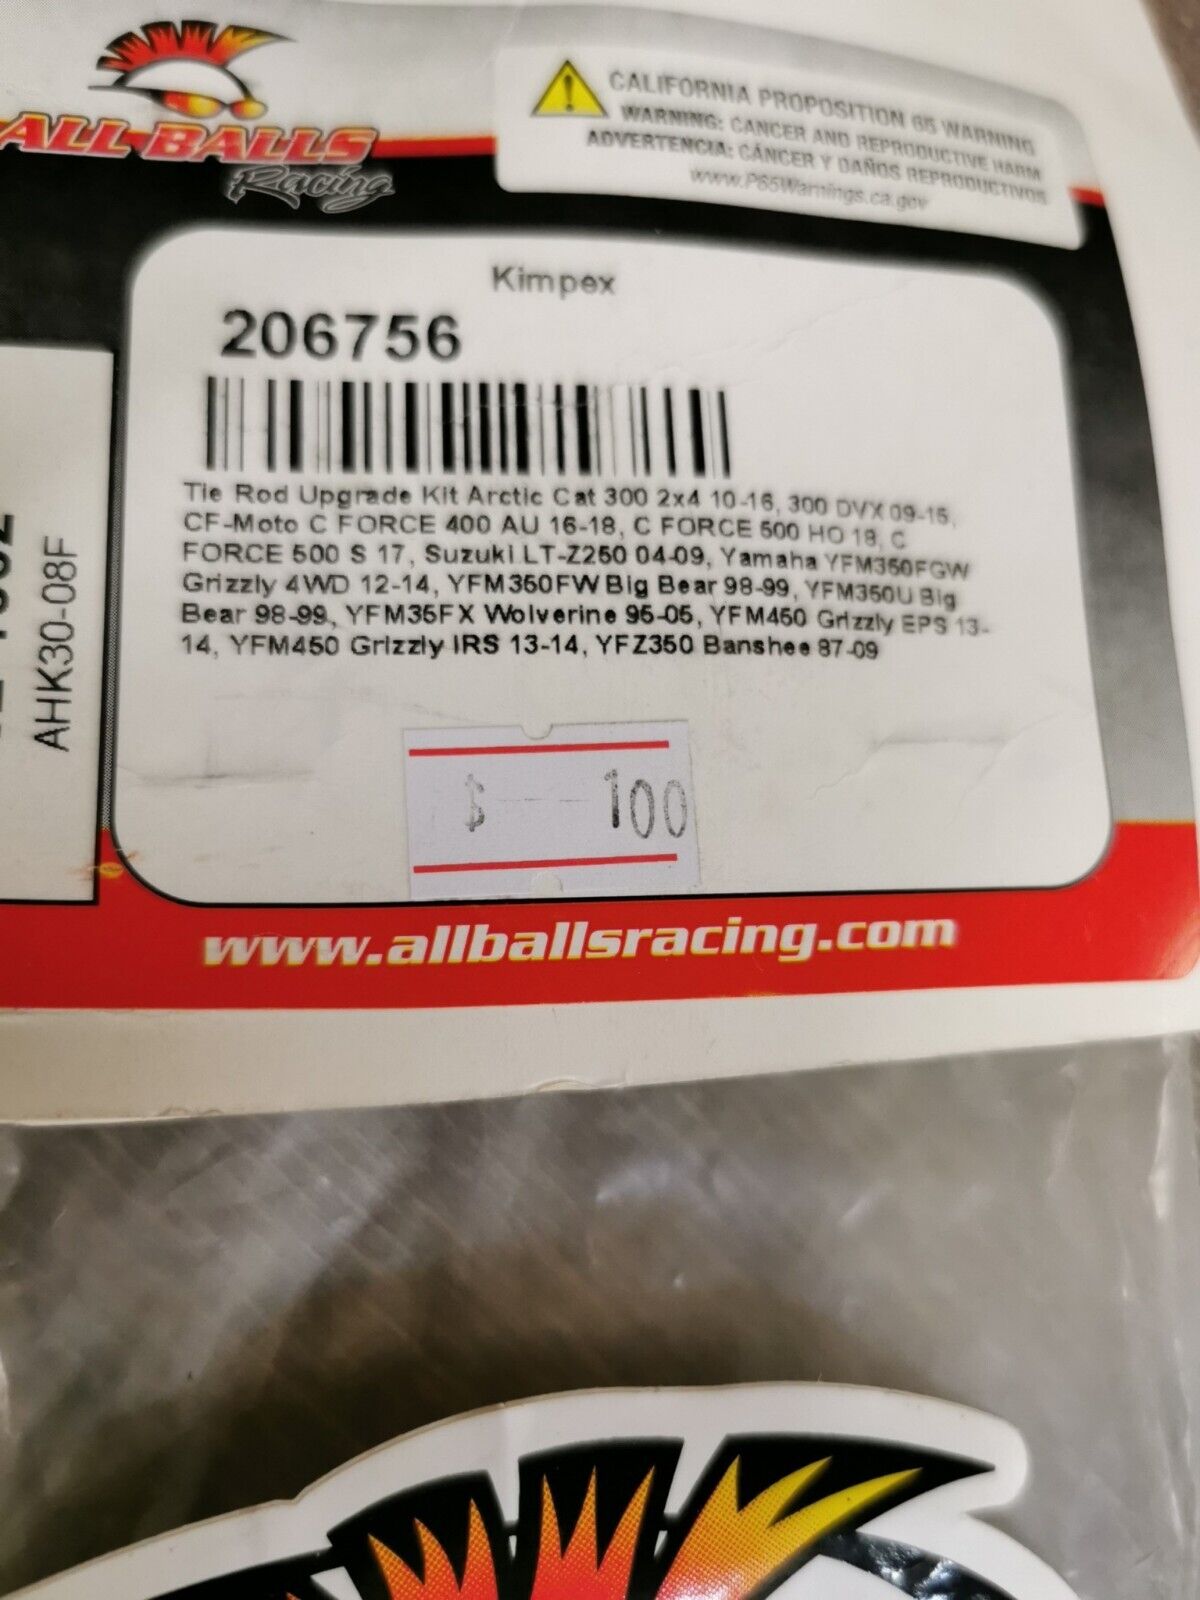 ALL BALLS
Racing
CALIFORNIA PROPOSITION 65 WARNING
WARNING: CANCER AND REPRODUCTIVE HARM
ADVERTENCIA: CÁNCER Y DAÑOS REPRODUCTIVOS
www.P65Warnings.ca.gov
Kimpex
206756
Tie Rod Upgrade Kit Arctic Cat 300 2x4 10-16, 300 DVX 09-15,
CF-Moto C FORCE 400 AU 16-18, C FORCE 500 HO 18, C
FORCE 500 S 17, Suzuki LT-Z250 04-09, Yamaha YFM350FGW
Grizzly 4WD 12-14, YFM350FW Big Bear 98-99, YFM350U Big
Bear 98-99, YFM35FX Wolverine 95-05, YFM450 Grizzly EPS 13-
14, YFM450 Grizzly IRS 13-14, YFZ350 Banshee 87-09
AHK30-08F
$ 100
www.allballsracing.com